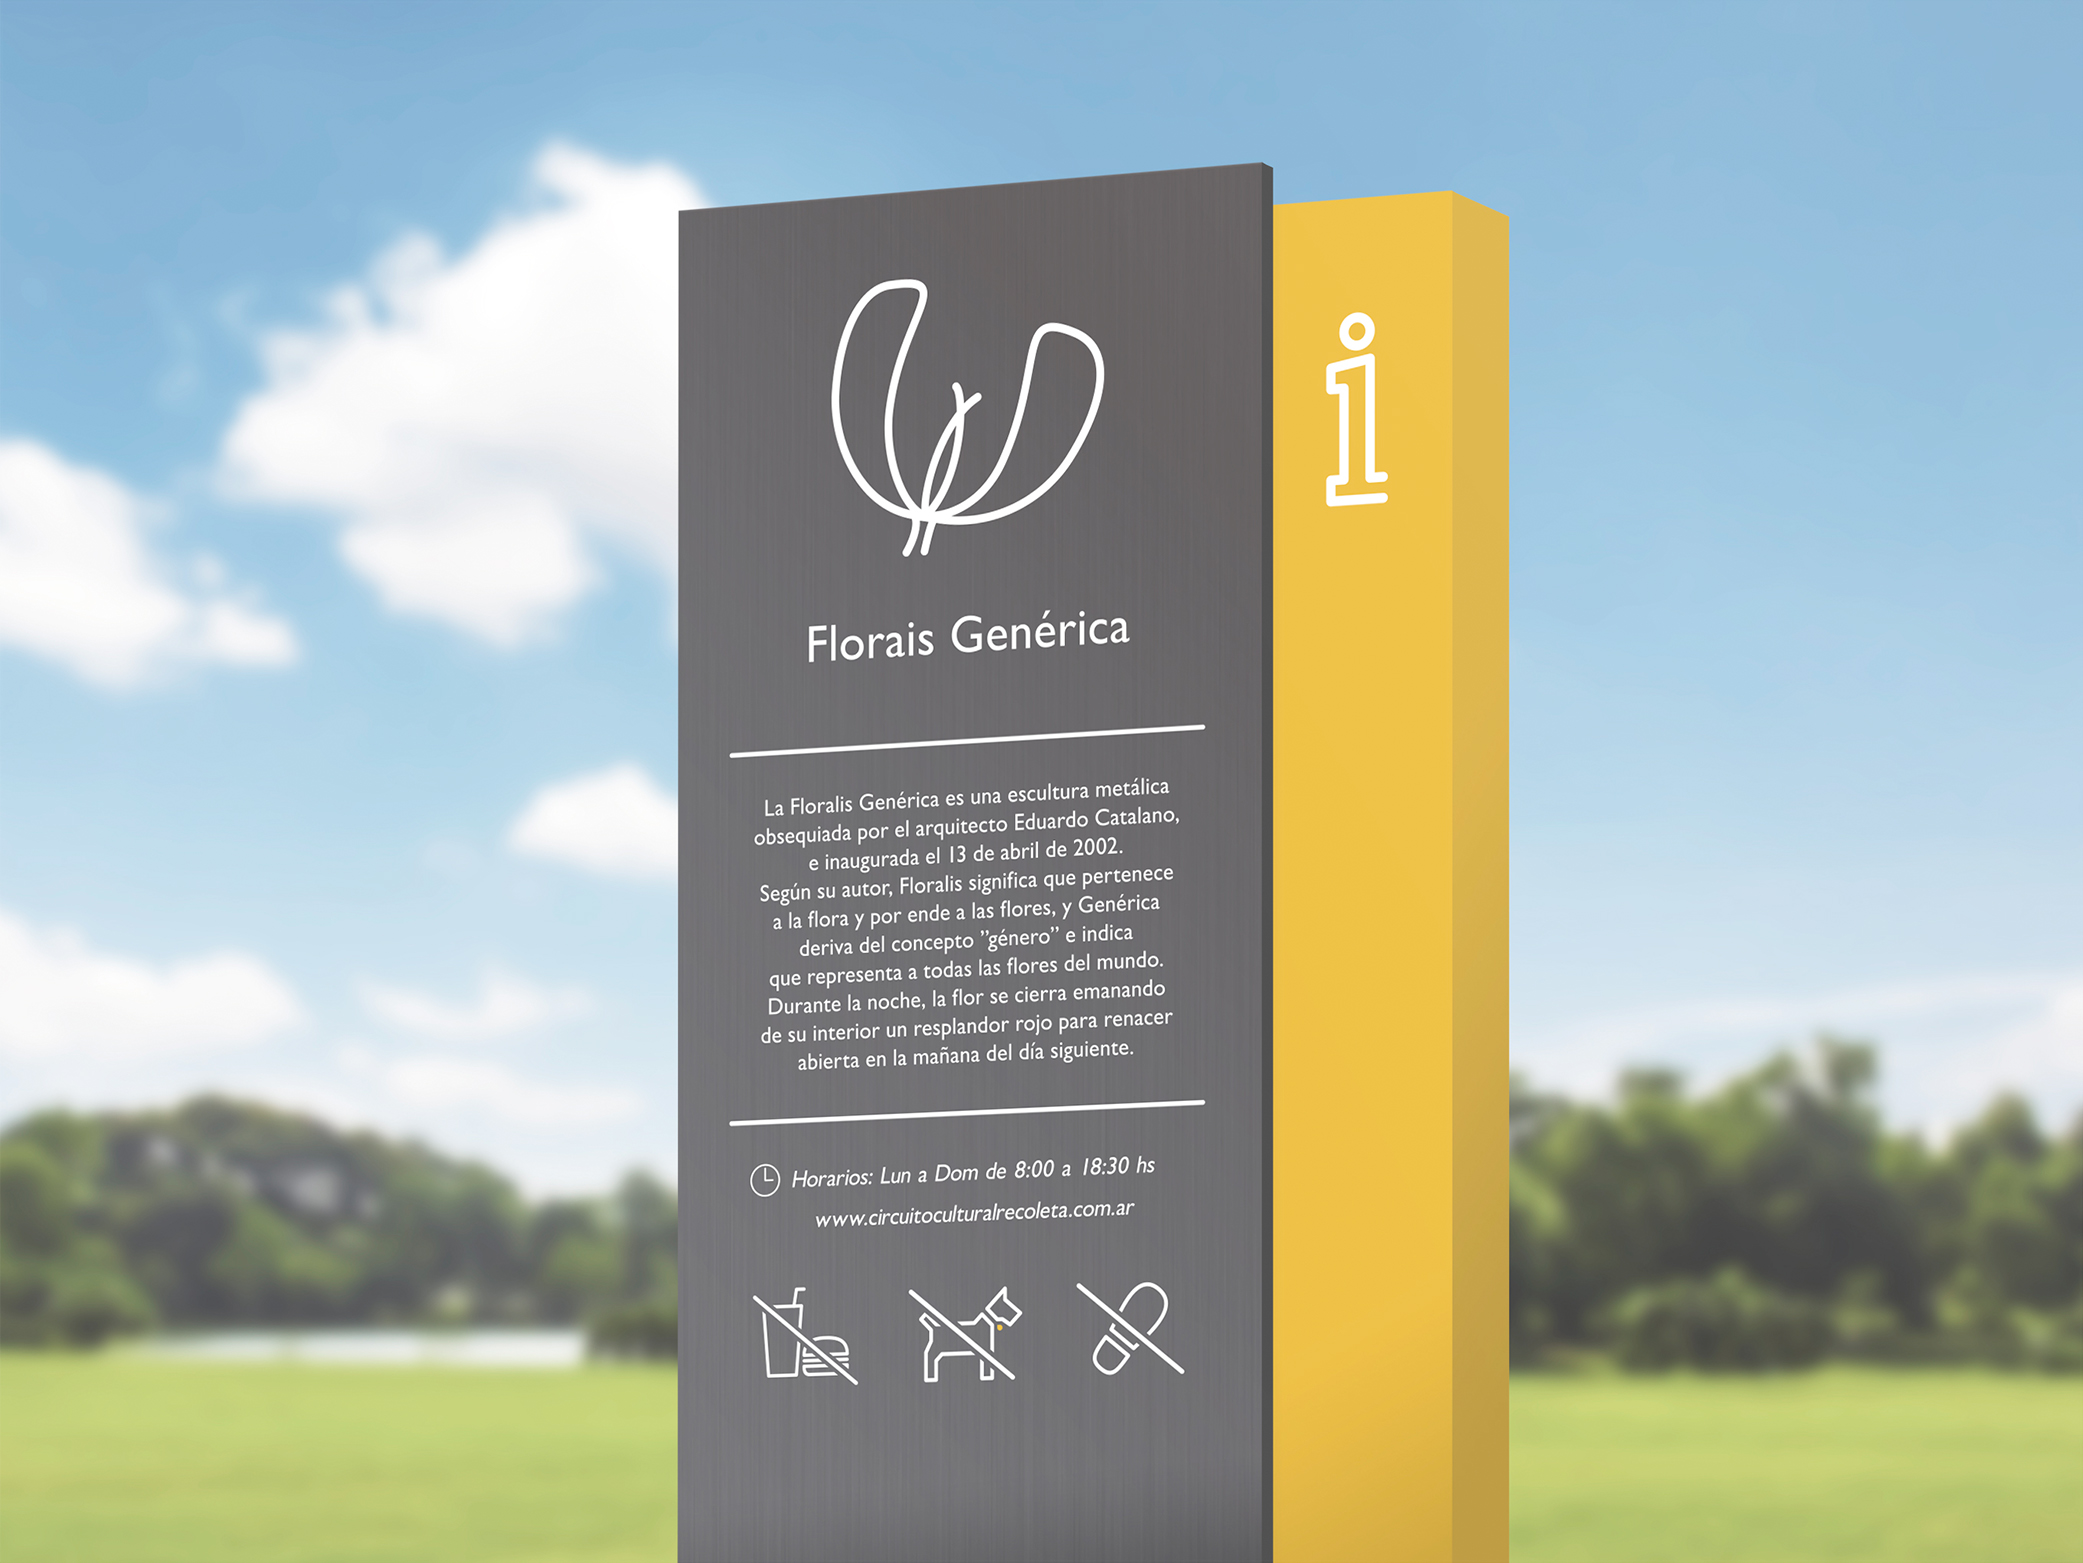 i
Florais Genérica
La Floralis Genérica es una escultura metálica
obsequiada por el arquitecto Eduardo Catalano,
e inaugurada el 13 de abril de 2002.
Según su autor, Floralis significa que pertenece
a la flora y por ende a las flores, y Genérica
deriva del concepto ”género” e indica
que representa a todas las flores del mundo.
Durante la noche, la flor se cierra emanando
de su interior un resplandor rojo para renacer
abierta en la mañana del día siguiente.
Horarios: Lun a Dom de 8:00 a 18:30 hs
www.circuitoculturalrecoleta.com.ar